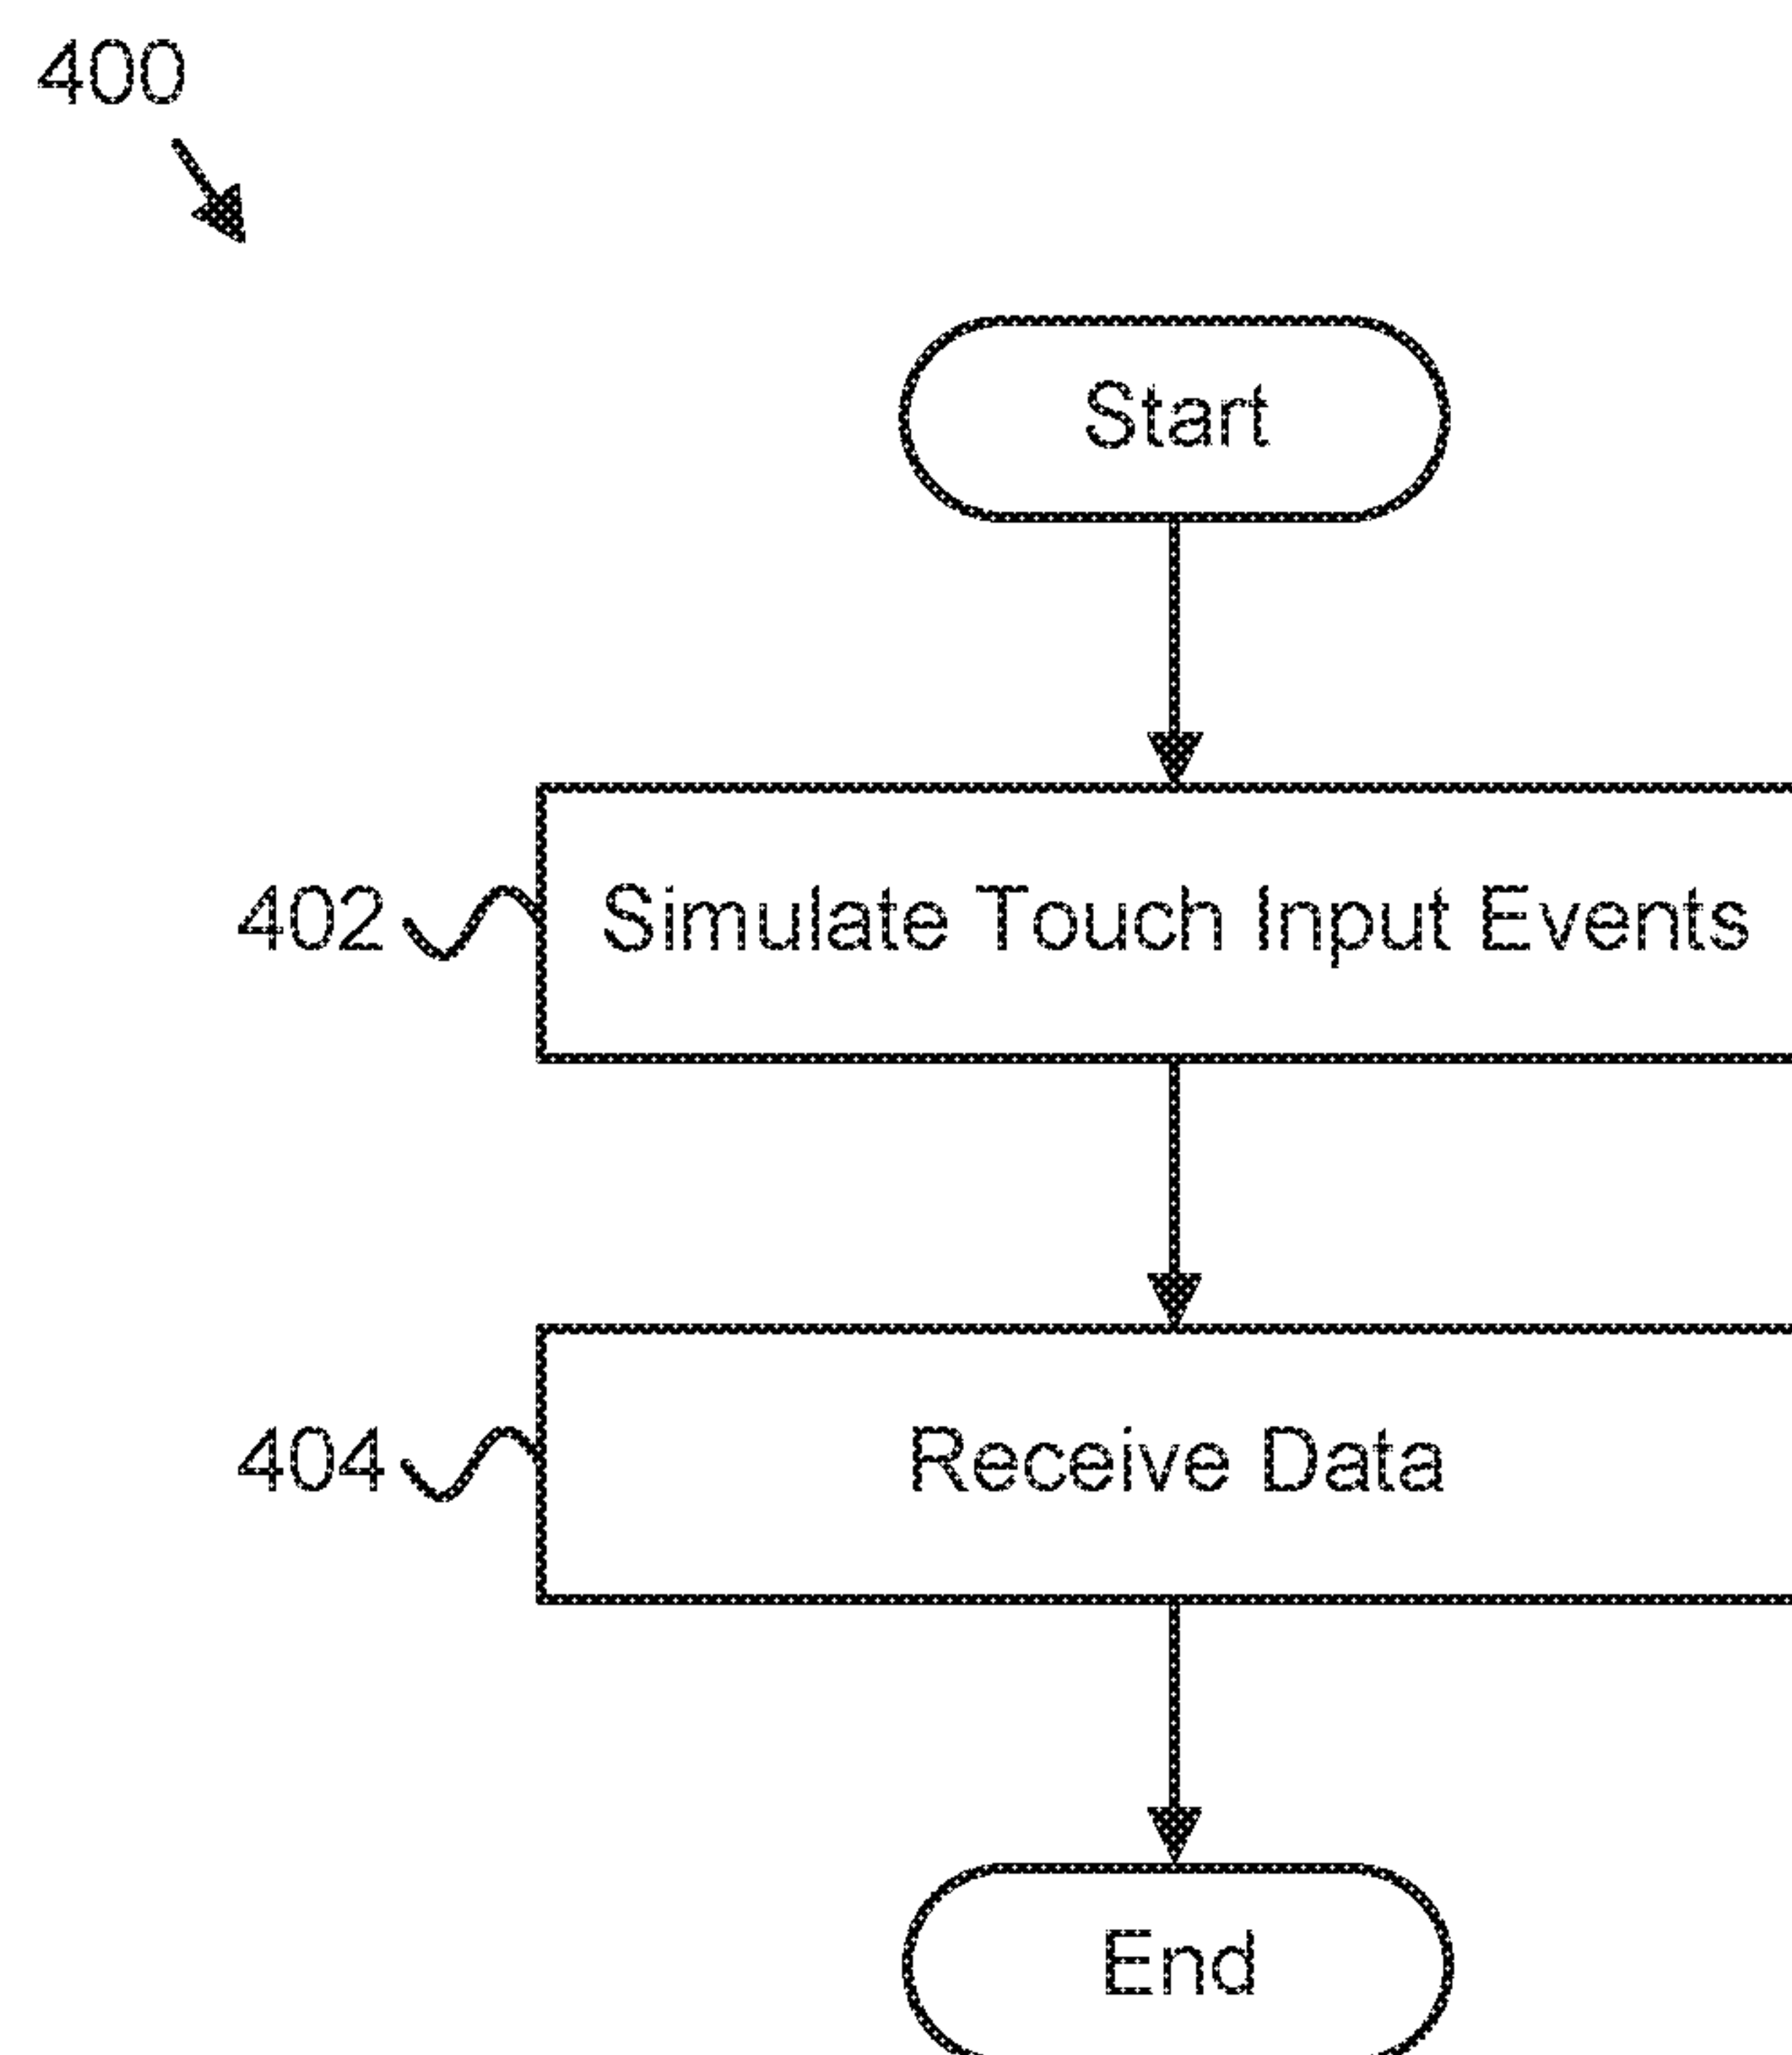 400
Start
402 Simulate Touch Input Events
404 Receive Data
End